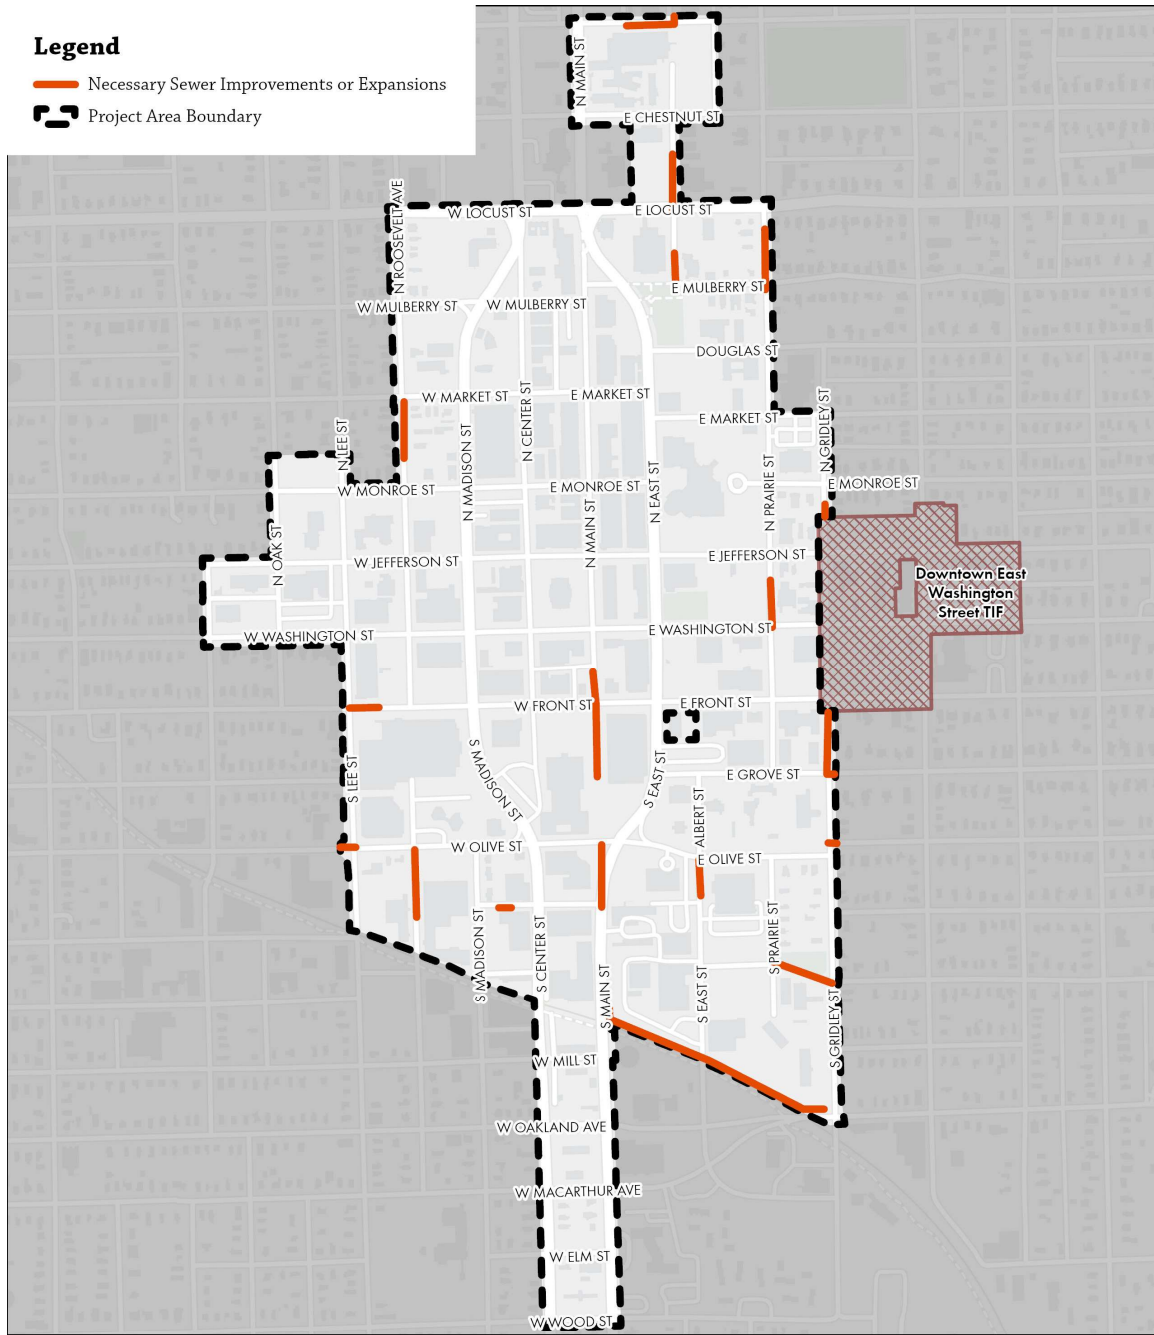 Legend
Necessary Sewer Improvements or Expansions
Project Area Boundary
N MAIN ST
E CHESTNUT ST
N ROOSEVELT AVE
W LOCUST ST
E LOCUST ST
W MULBERRY ST
W MULBERRY ST
E MULBERRY ST
DOUGLAS ST
W MARKET ST
E MARKET ST
E MARKET ST
N LEE ST
N MADISON ST
N CENTER ST
N MAIN ST
N EAST ST
N PRAIRIE ST
N GRIDLEY ST
W MONROE ST
E MONROE ST
E MONROE ST
N OAK ST
W JEFFERSON ST
E JEFFERSON ST
Downtown East
Washington
Street TIF
W WASHINGTON ST
E WASHINGTON ST
W FRONT ST
E FRONT ST
S LEE ST
S MADISON ST
S EAST ST
E GROVE ST
ALBERT ST
W OLIVE ST
E OLIVE ST
S MADISON ST
S CENTER ST
S MAIN ST
S EAST ST
S PRAIRIE ST
S GRIDLEY ST
W MILL ST
W OAKLAND AVE
W MACARTHUR AVE
W ELM ST
W WOOD ST